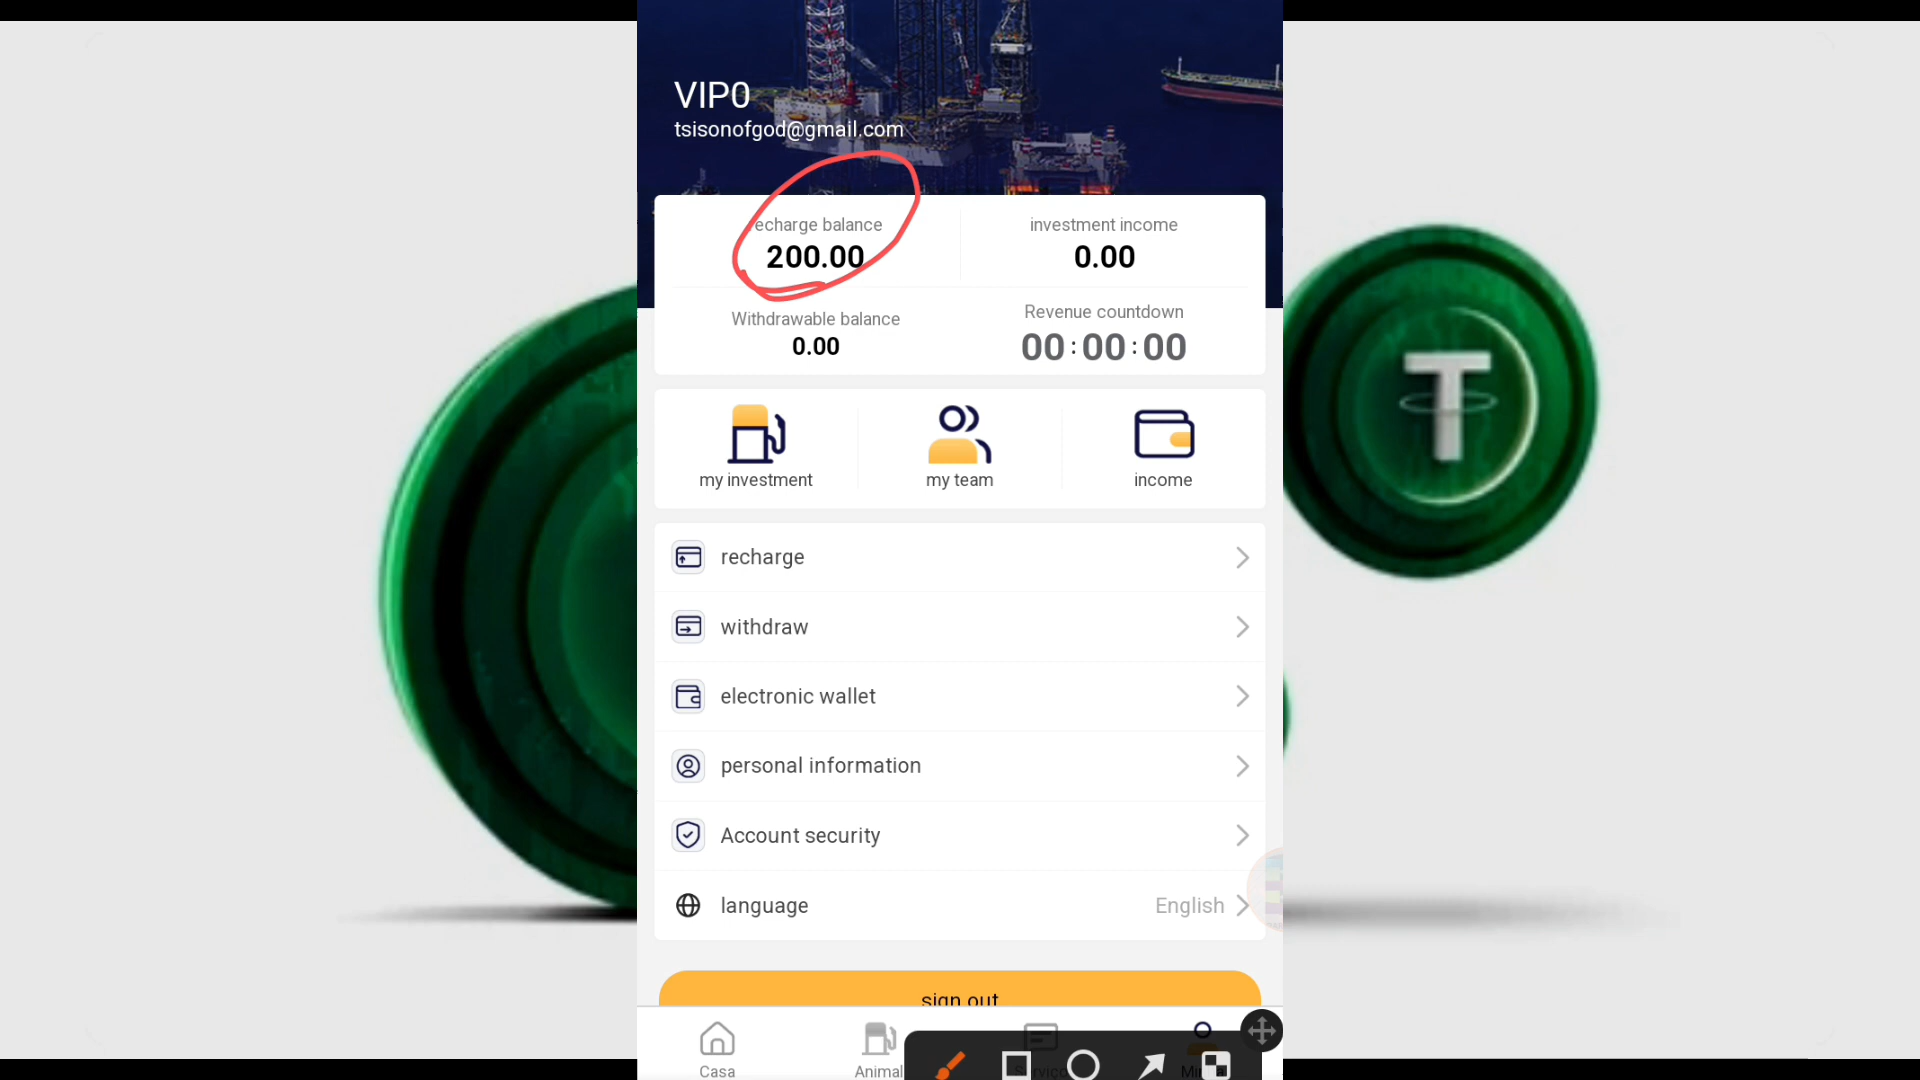 VIP0
tsisonofgod@gmail.com
recharge balance
200.00
investment income
0.00
Withdrawable balance
0.00
Revenue countdown
00:00:00
my investment
my team
income
recharge
withdraw
electronic wallet
personal information
Account security
language
English
sign out
Casa
Animal
T